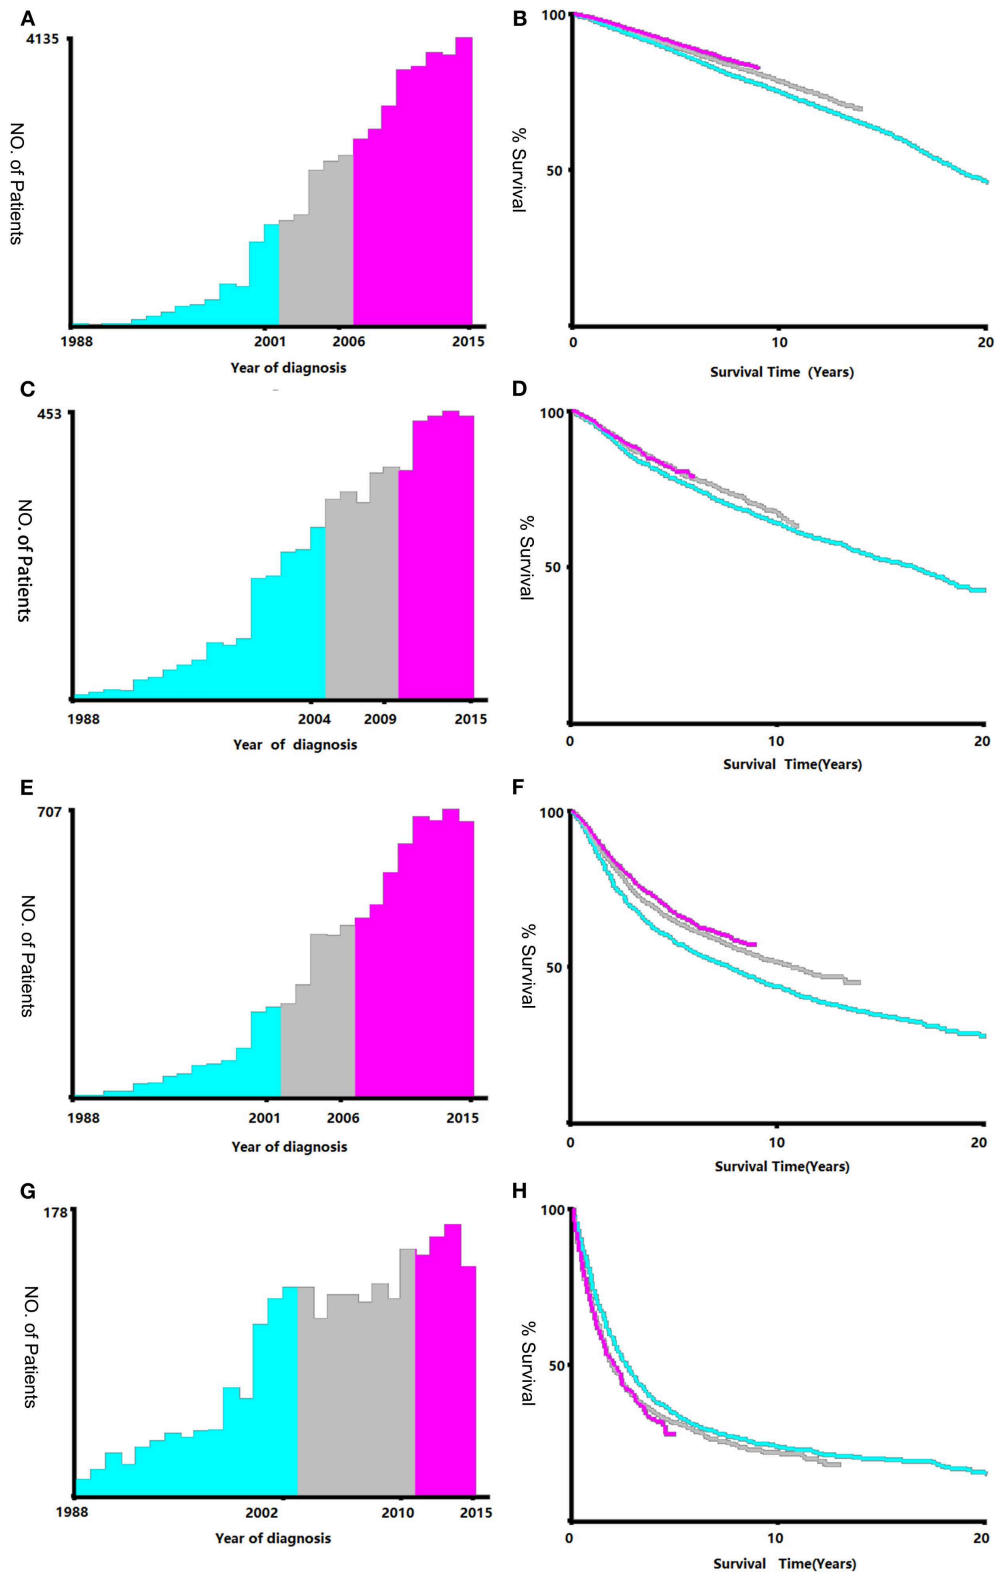 A
4135
NO. of Patients
1988 2001 2006 2015
Year of diagnosis
B
100
50
% Survival
0 10 20
Survival Time (Years)
C
453
NO. of Patients
1988 2004 2009 2015
Year of diagnosis
D
100
50
% Survival
0 10 20
Survival Time(Years)
E
707
NO. of Patients
1988 2001 2006 2015
Year of diagnosis
F
100
50
% Survival
0 10 20
Survival Time(Years)
G
178
NO. of Patients
1988 2002 2010 2015
Year of diagnosis
H
100
50
% Survival
0 10 20
Survival Time(Years)